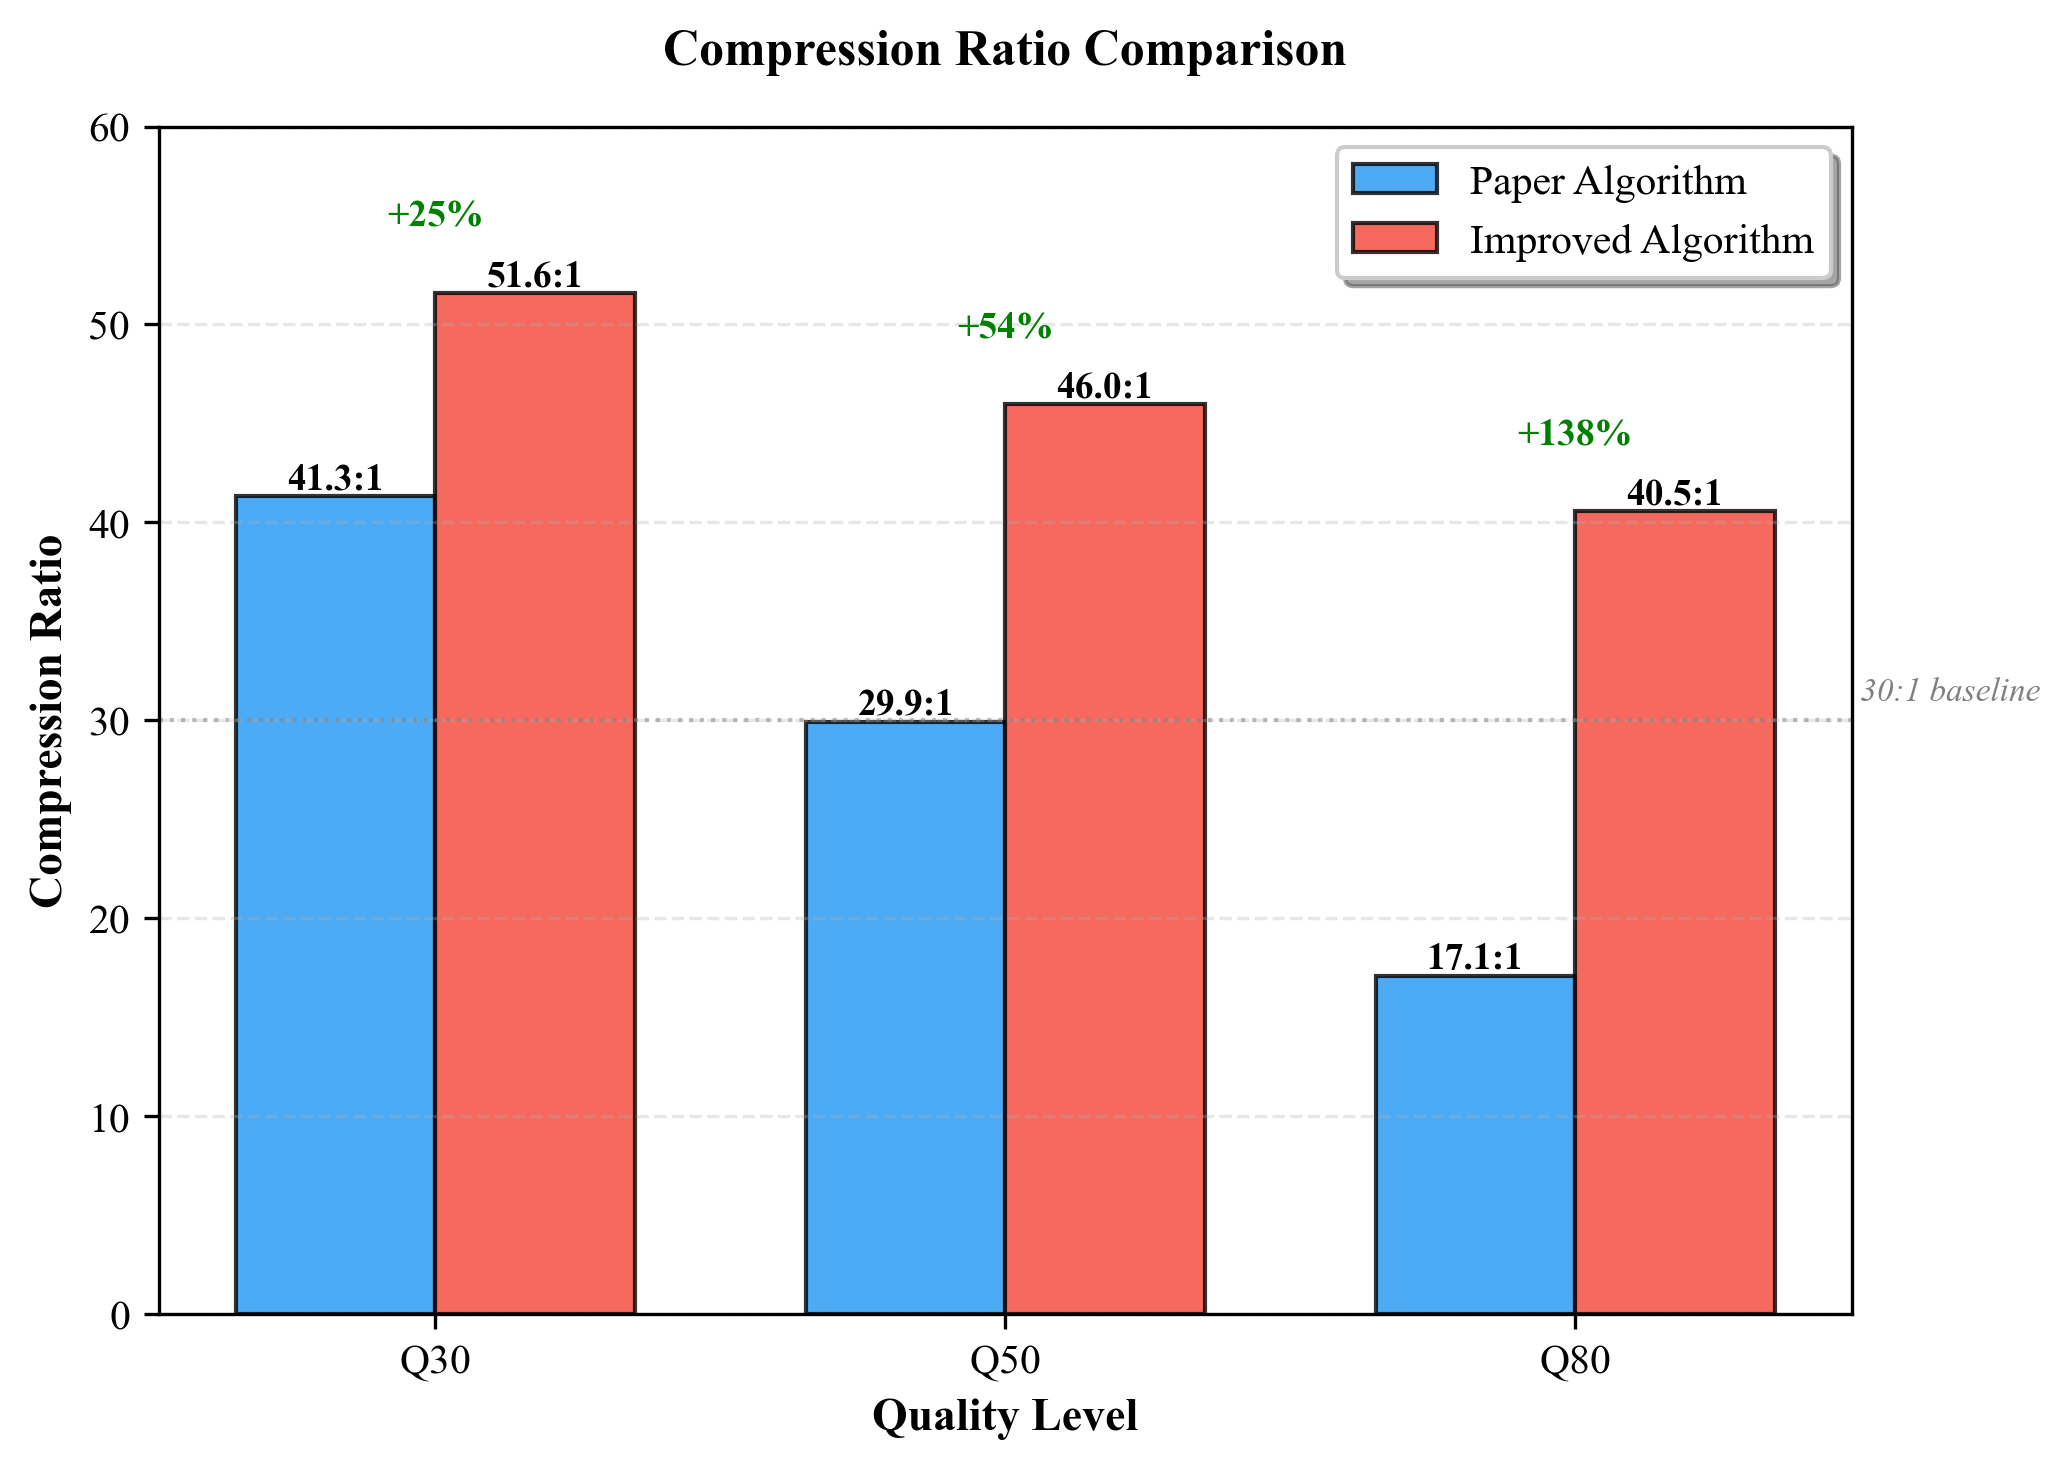 Compression Ratio Comparison
Paper Algorithm
Improved Algorithm
Compression Ratio
60
50
40
30
20
10
0
+25%
41.3:1
51.6:1
+54%
29.9:1
46.0:1
+138%
17.1:1
40.5:1
30:1 baseline
Q30
Q50
Q80
Quality Level